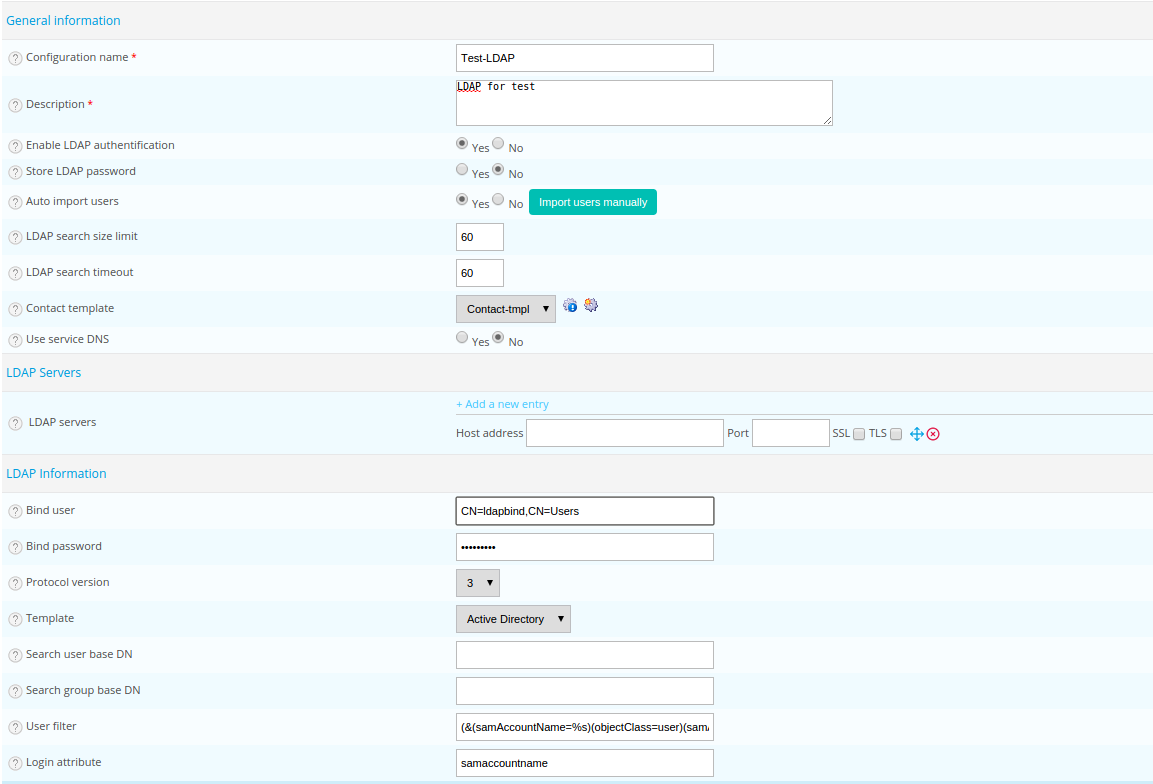 General information
? Configuration name * Test-LDAP
? Description * LDAP for test
? Enable LDAP authentification Yes No
? Store LDAP password Yes No
? Auto import users Yes No Import users manually
? LDAP search size limit 60
? LDAP search timeout 60
? Contact template Contact-tmpl
? Use service DNS Yes No
LDAP Servers
+ Add a new entry
? LDAP servers
Host address Port SSL TLS
LDAP Information
? Bind user CN=ldapbind,CN=Users
? Bind password •••••••••
? Protocol version 3
? Template Active Directory
? Search user base DN
? Search group base DN
? User filter (&(samAccountName=%s)(objectClass=user)(sam
? Login attribute samaccountname